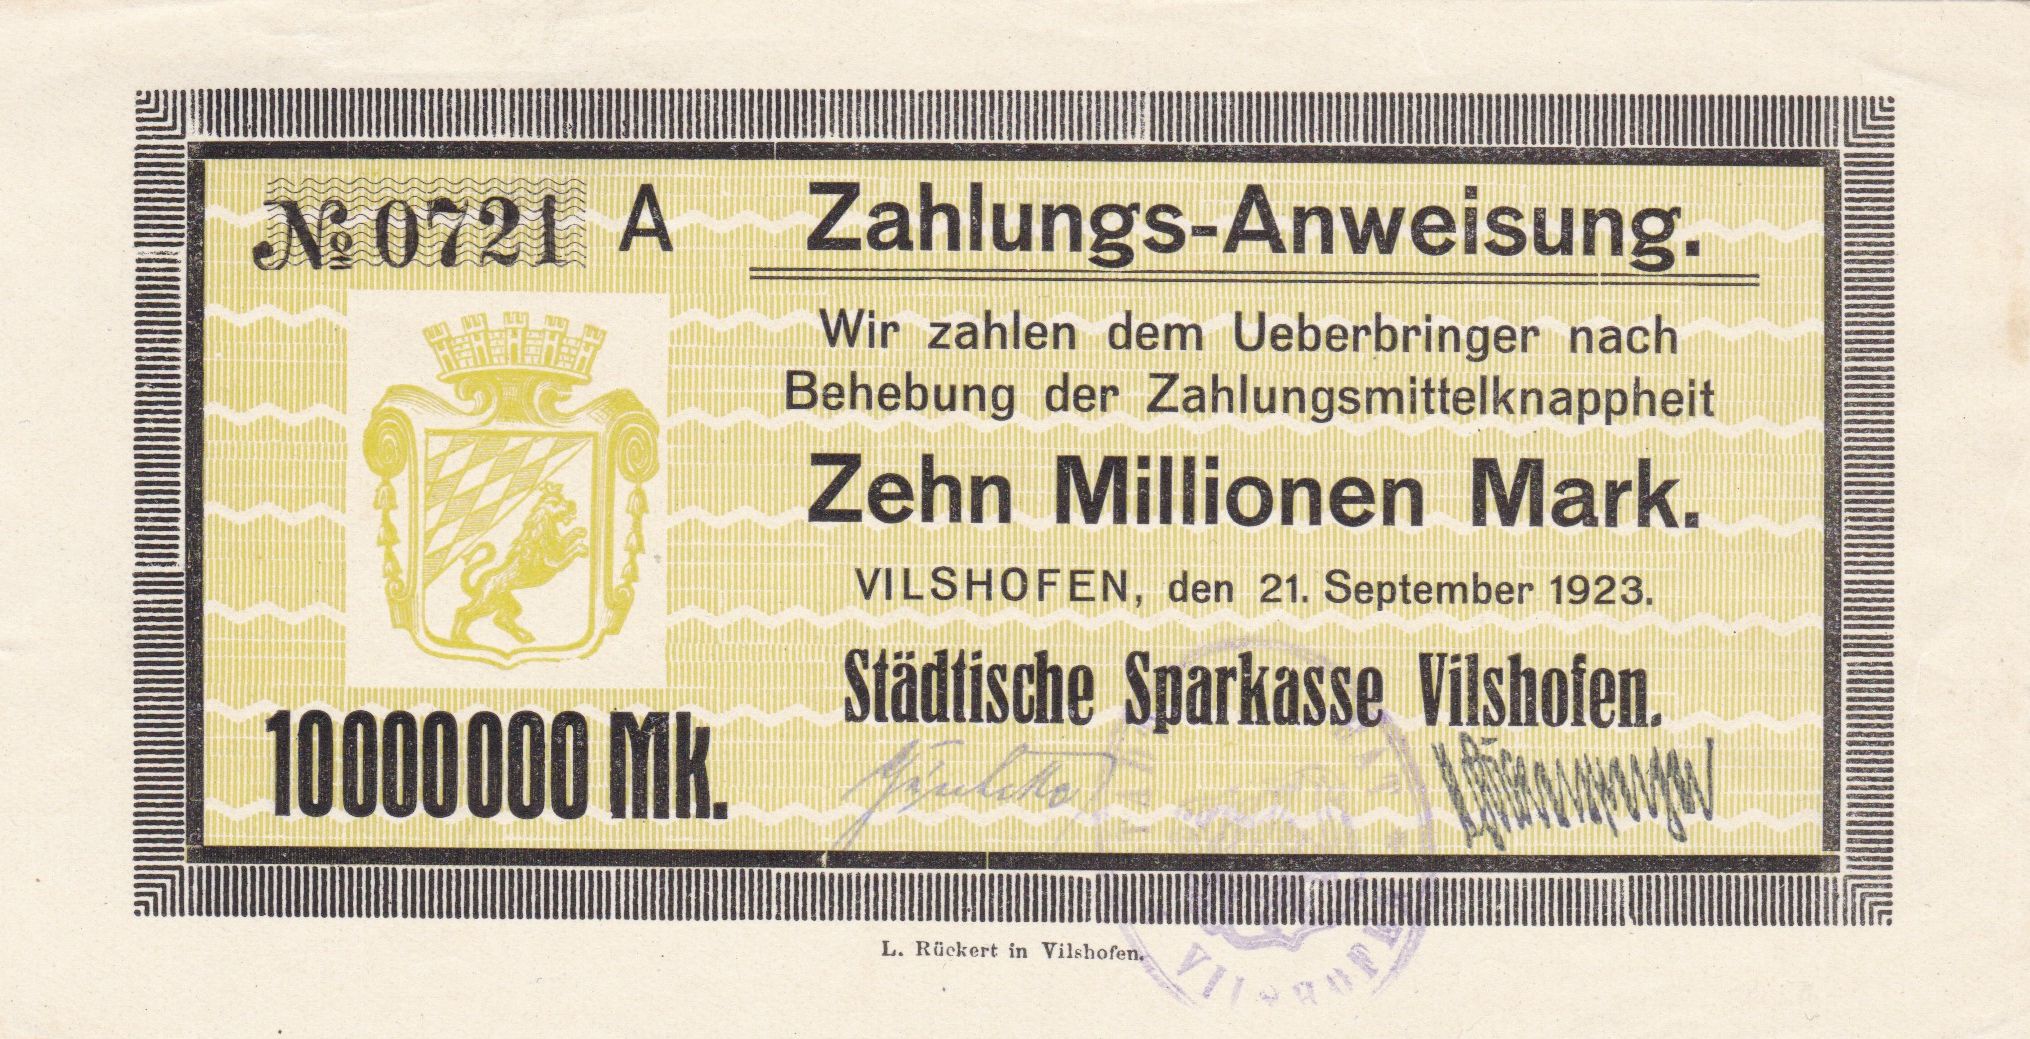 № 0721 A
Zahlungs-Anweisung.
Wir zahlen dem Ueberbringer nach
Behebung der Zahlungsmittelknappheit
Zehn Millionen Mark.
VILSHOFEN, den 21. September 1923.
Städtische Sparkasse Vilshofen.
10000000 Mk.
L. Rückert in Vilshofen.
VILSHOFEN